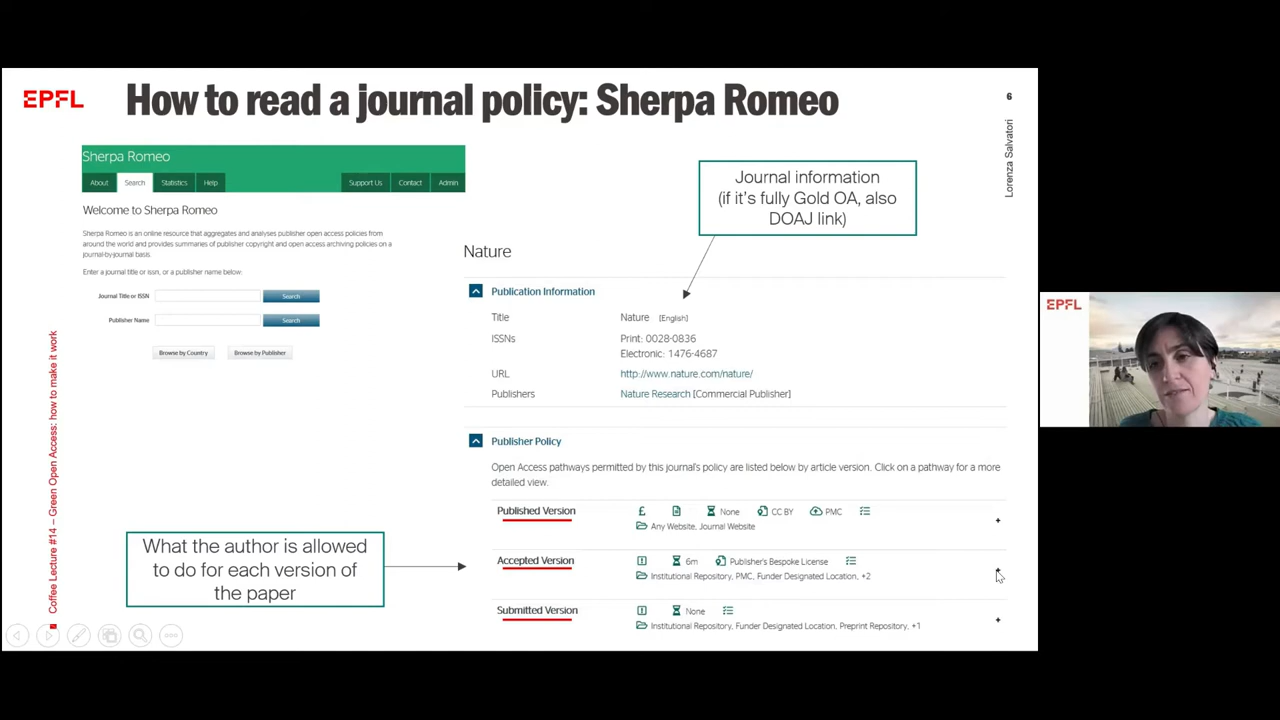 EPFL
How to read a journal policy: Sherpa Romeo
6
Lorenza Salvatori
Sherpa Romeo
About
Search
Statistics
Help
Support Us
Contact
Admin
Welcome to Sherpa Romeo
Sherpa Romeo is an online resource that aggregates and analyses publisher open access policies from
around the world and provides summaries of publisher copyright and open access archiving policies on
a journal-by-journal basis.
Enter a journal title or issn, or a publisher name below:
Journal Title or ISSN
Search
Publisher Name
Search
Browse by Country
Browse by Publisher
Journal information
(if it's fully Gold OA, also
DOAJ link)
Nature
Publication Information
Title Nature [English]
ISSNs Print: 0028-0836
Electronic: 1476-4687
URL http://www.nature.com/nature/
Publishers Nature Research [Commercial Publisher]
Publisher Policy
Open Access pathways permitted by this journal's policy are listed below by article version. Click on a pathway for a more
detailed view.
Published Version £ None CC BY PMC +
Any Website, Journal Website
Accepted Version 6m Publisher's Bespoke License +
Institutional Repository, PMC, Funder Designated Location, +2
Submitted Version None +
Institutional Repository, Funder Designated Location, Preprint Repository, +1
What the author is allowed
to do for each version of
the paper
Coffee Lecture #14 – Green Open Access: how to make it work
EPFL